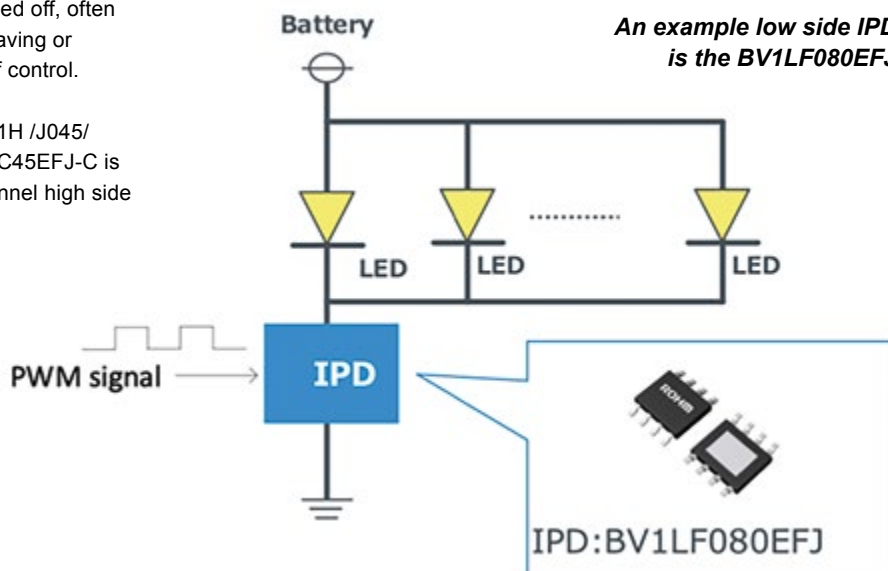 ed off, often
aving or
f control.
1H /J045/
C45EFJ-C is
nnel high side
An example low side IPD
is the BV1LF080EFJ
Battery
LED
LED
LED
PWM signal
IPD
ROHM
IPD:BV1LF080EFJ